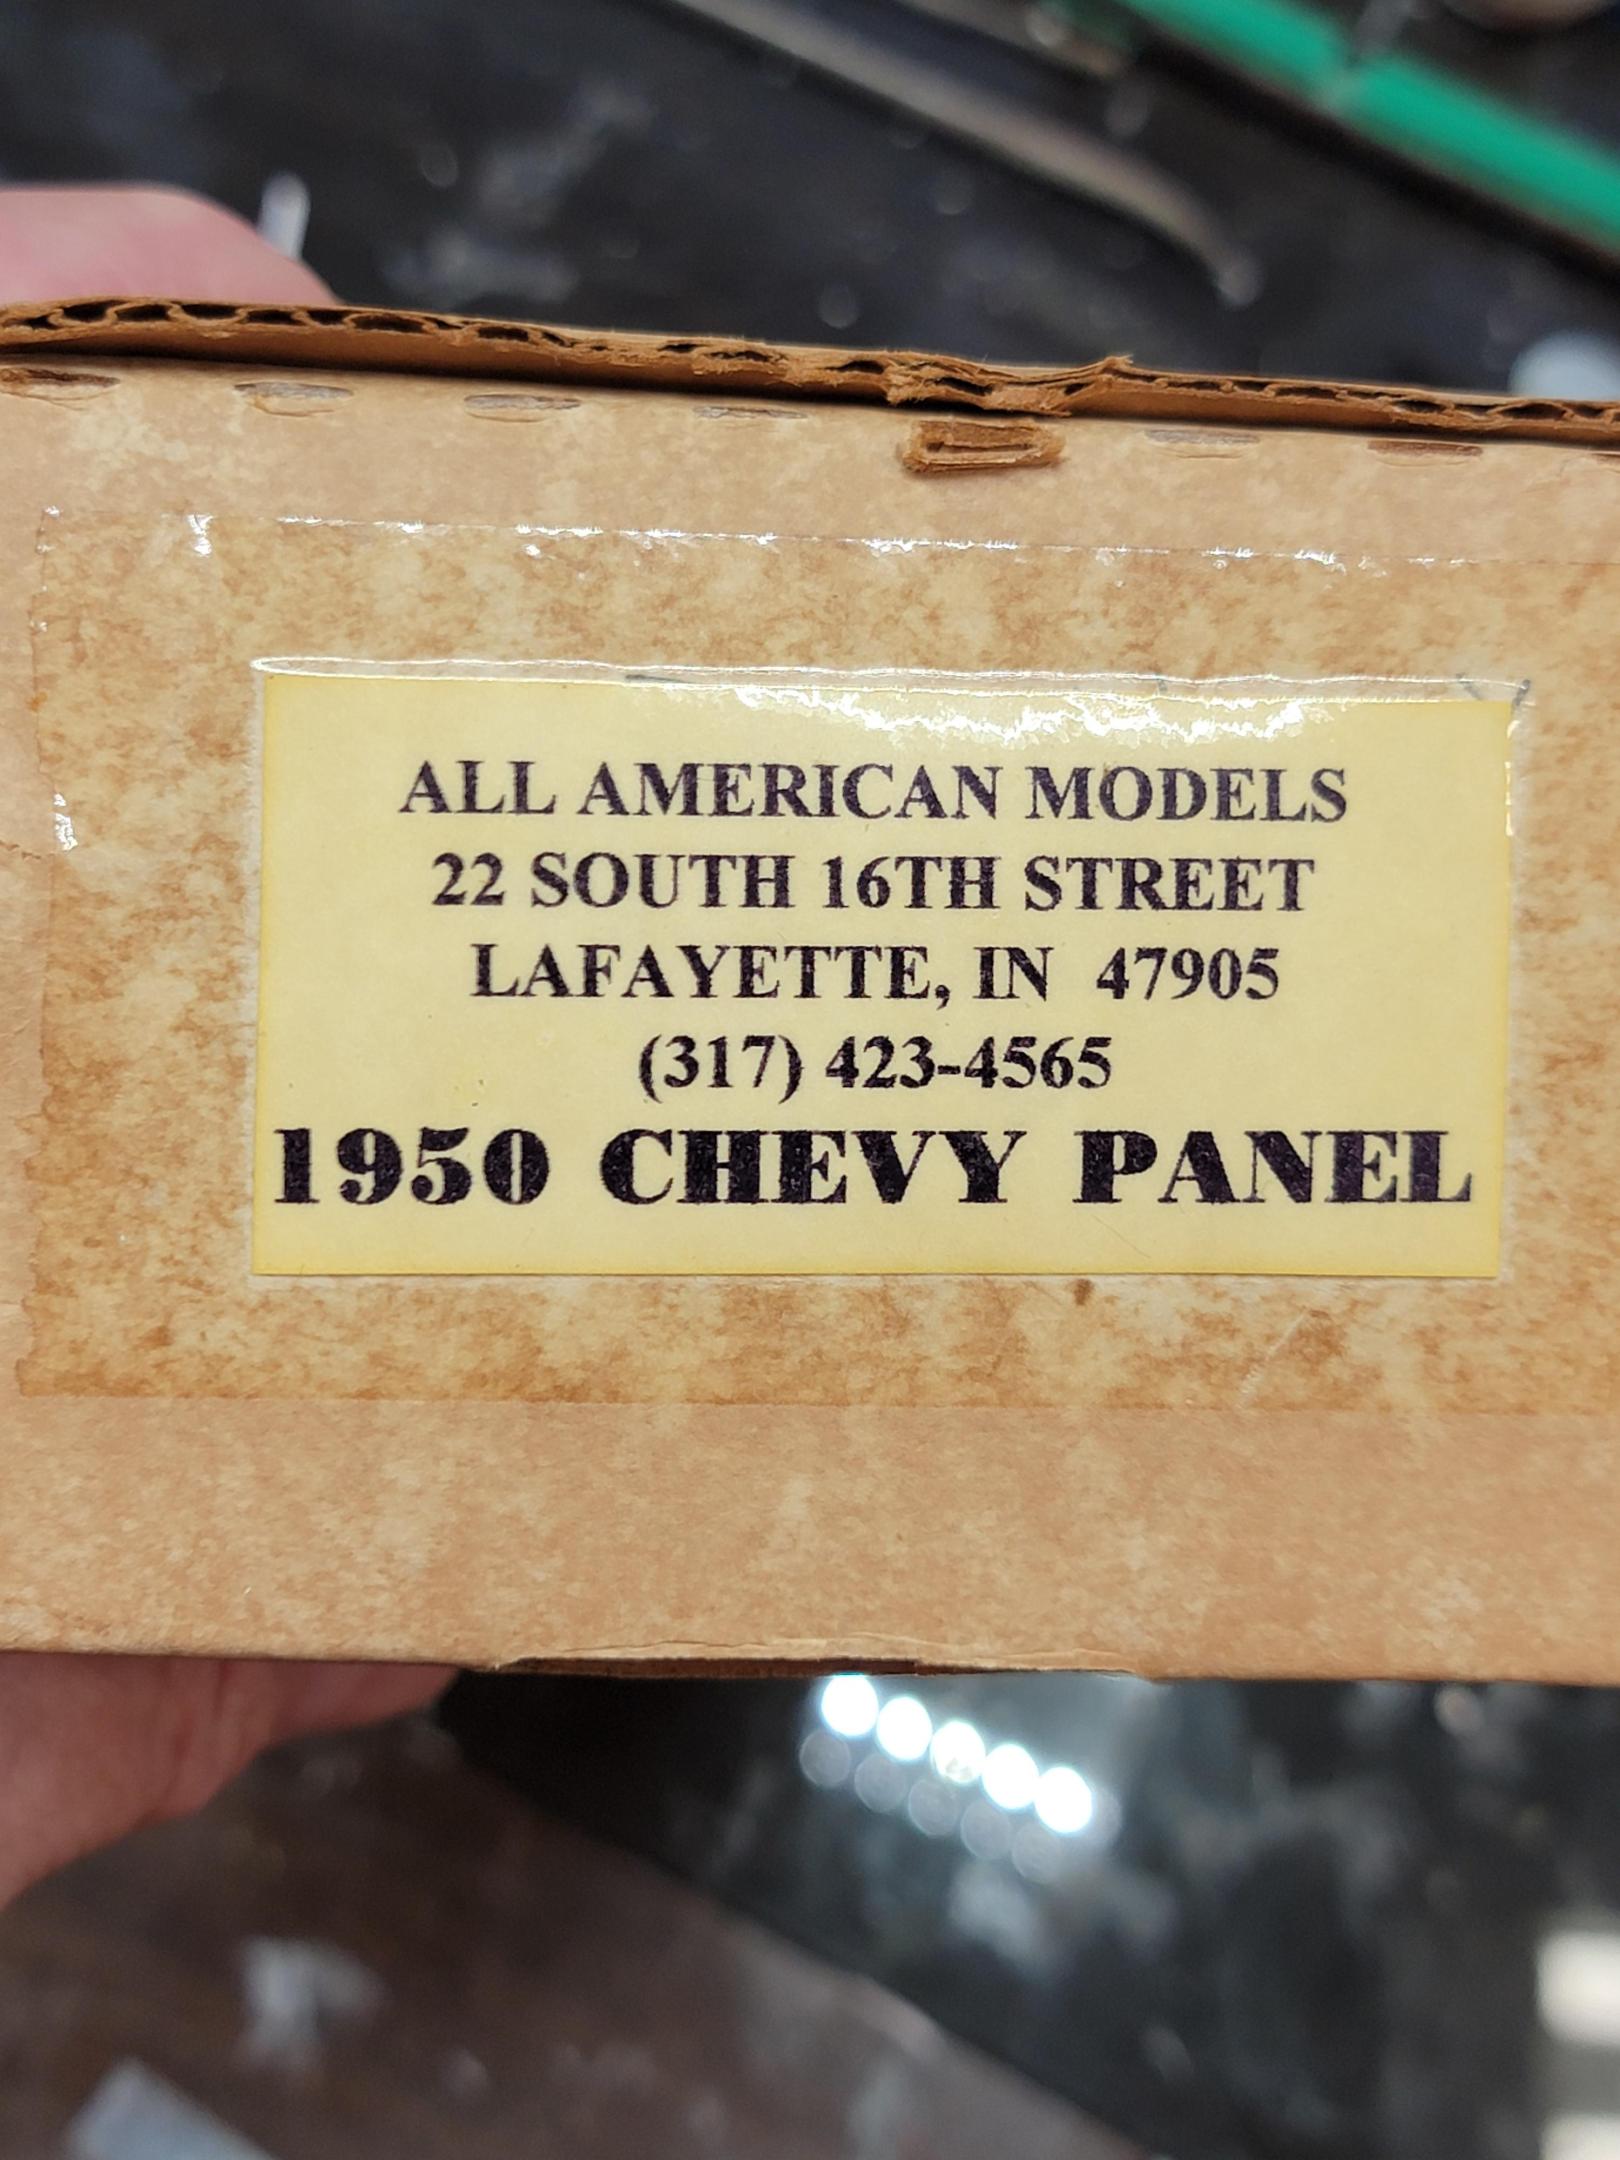 ALL AMERICAN MODELS
22 SOUTH 16TH STREET
LAFAYETTE, IN  47905
(317) 423-4565
1950 CHEVY PANEL